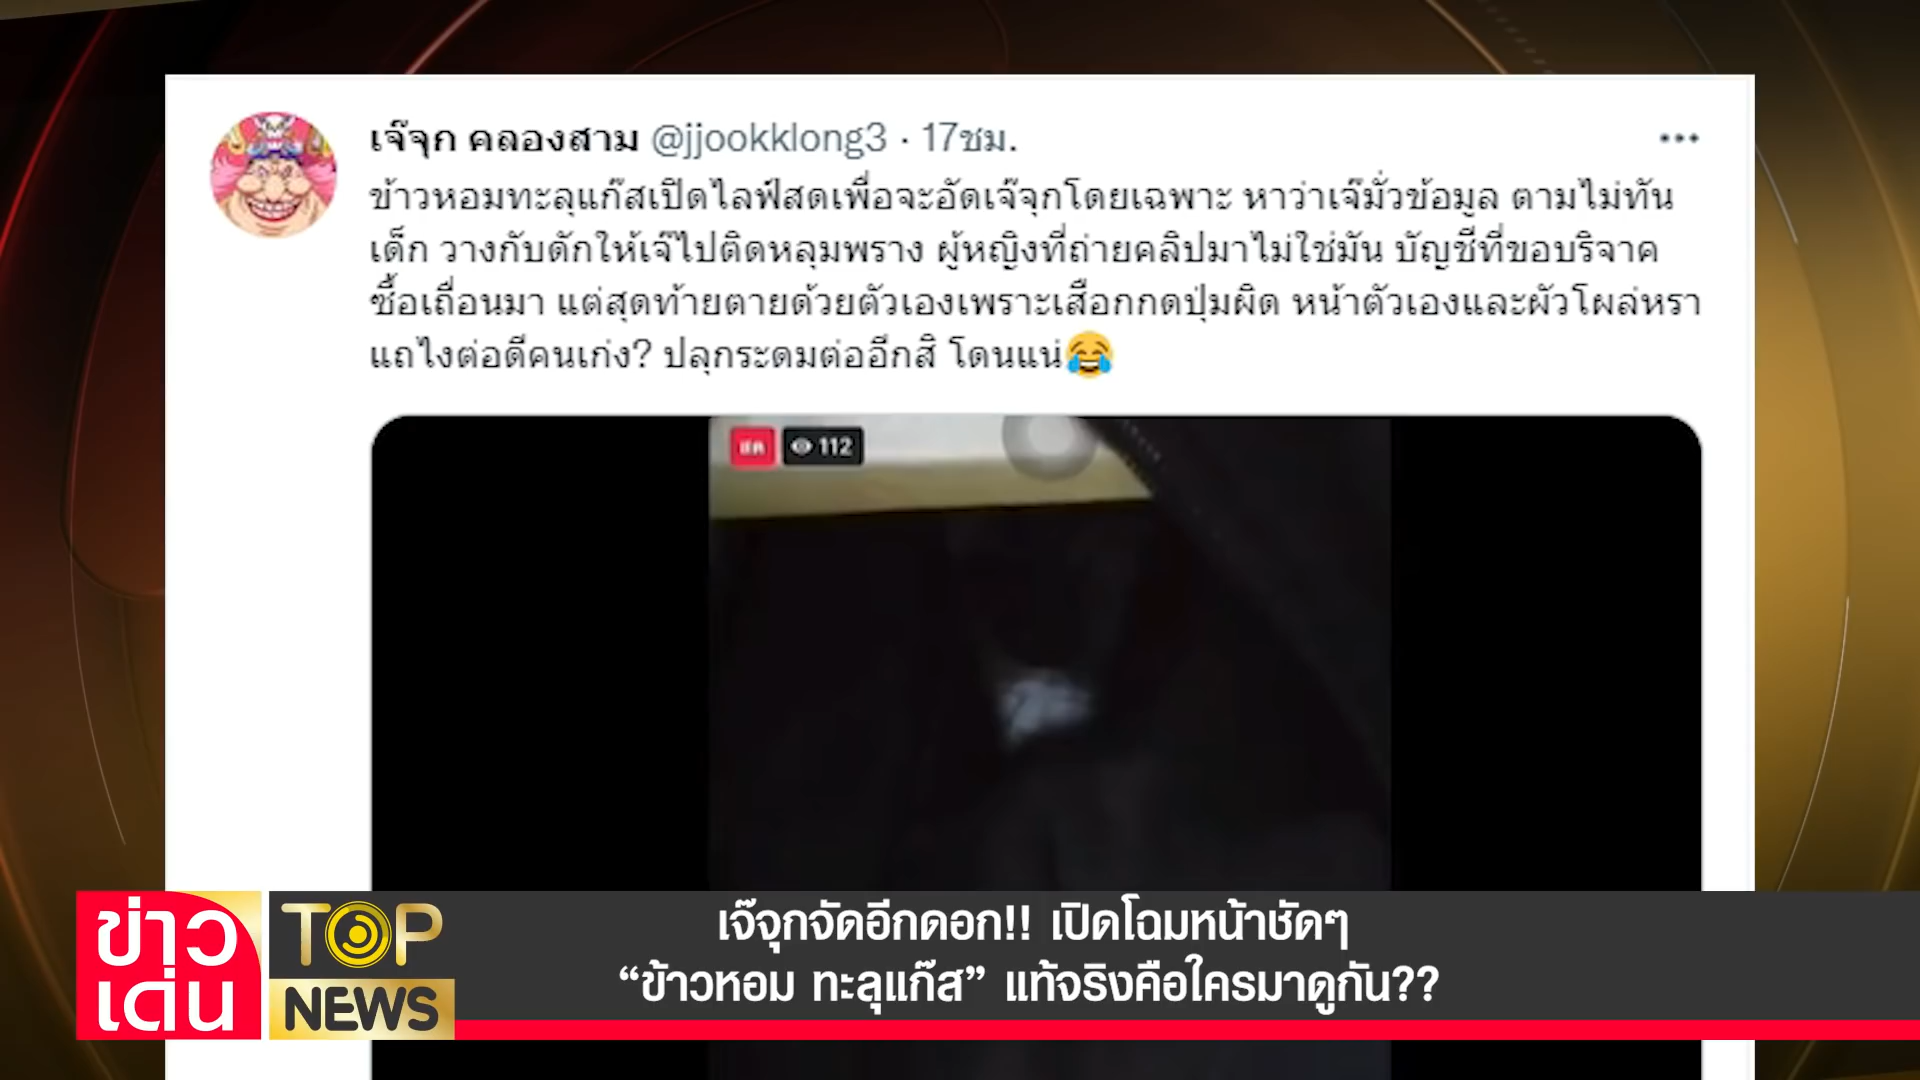 เจ๊จุก คลองสาม @jjookklong3 · 17ชม.
ข้าวหอมทะลุแก๊สเปิดไลฟ์สดเพื่อจะอัดเจ๊จุกโดยเฉพาะ หาว่าเจ๊มั่วข้อมูล ตามไม่ทัน
เด็ก วางกับดักให้เจ๊ไปติดหลุมพราง ผู้หญิงที่ถ่ายคลิปมาไม่ใช่มัน บัญชีที่ขอบริจาค
ซื้อเถื่อนมา แต่สุดท้ายตายด้วยตัวเองเพราะเสือกกดปุ่มผิด หน้าตัวเองและผัวโผล่หรา
แถไงต่อดีคนเก่ง? ปลุกระดมต่ออีกสิ โดนแน่😂
สด 112
ข่าวเด่น
TOP NEWS
เจ๊จุกจัดอีกดอก!! เปิดโฉมหน้าชัดๆ
“ข้าวหอม ทะลุแก๊ส” แท้จริงคือใครมาดูกัน??